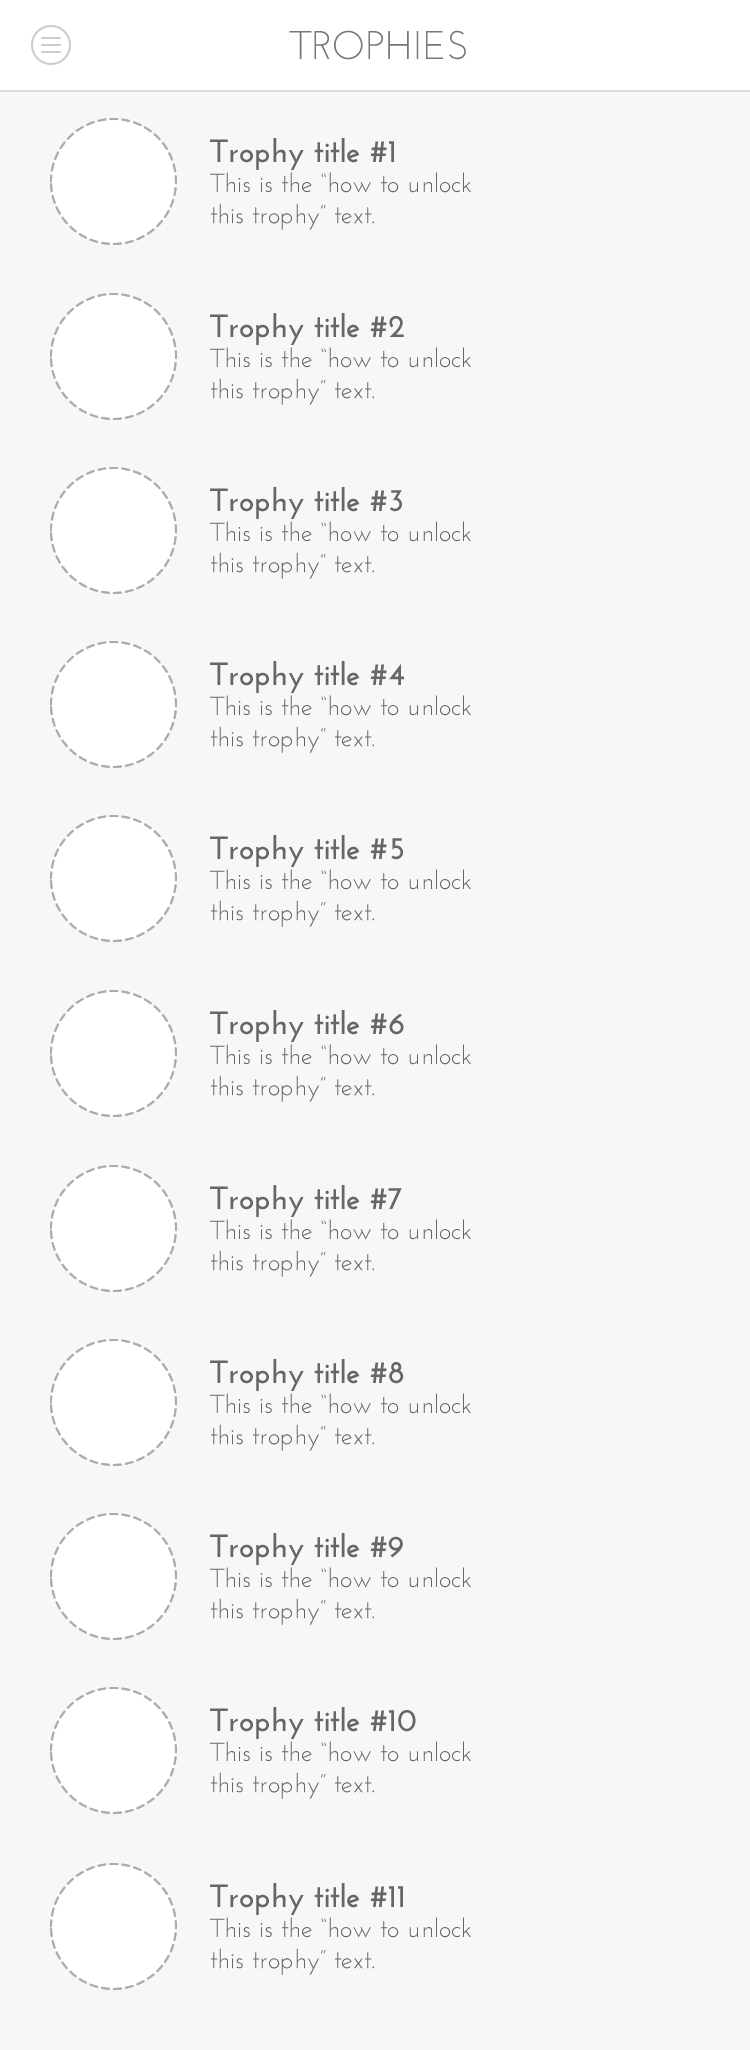 TROPHIES
Trophy title #1
This is the “how to unlock
this trophy” text.
Trophy title #2
This is the “how to unlock
this trophy” text.
Trophy title #3
This is the “how to unlock
this trophy” text.
Trophy title #4
This is the “how to unlock
this trophy” text.
Trophy title #5
This is the “how to unlock
this trophy” text.
Trophy title #6
This is the “how to unlock
this trophy” text.
Trophy title #7
This is the “how to unlock
this trophy” text.
Trophy title #8
This is the “how to unlock
this trophy” text.
Trophy title #9
This is the “how to unlock
this trophy” text.
Trophy title #10
This is the “how to unlock
this trophy” text.
Trophy title #11
This is the “how to unlock
this trophy” text.